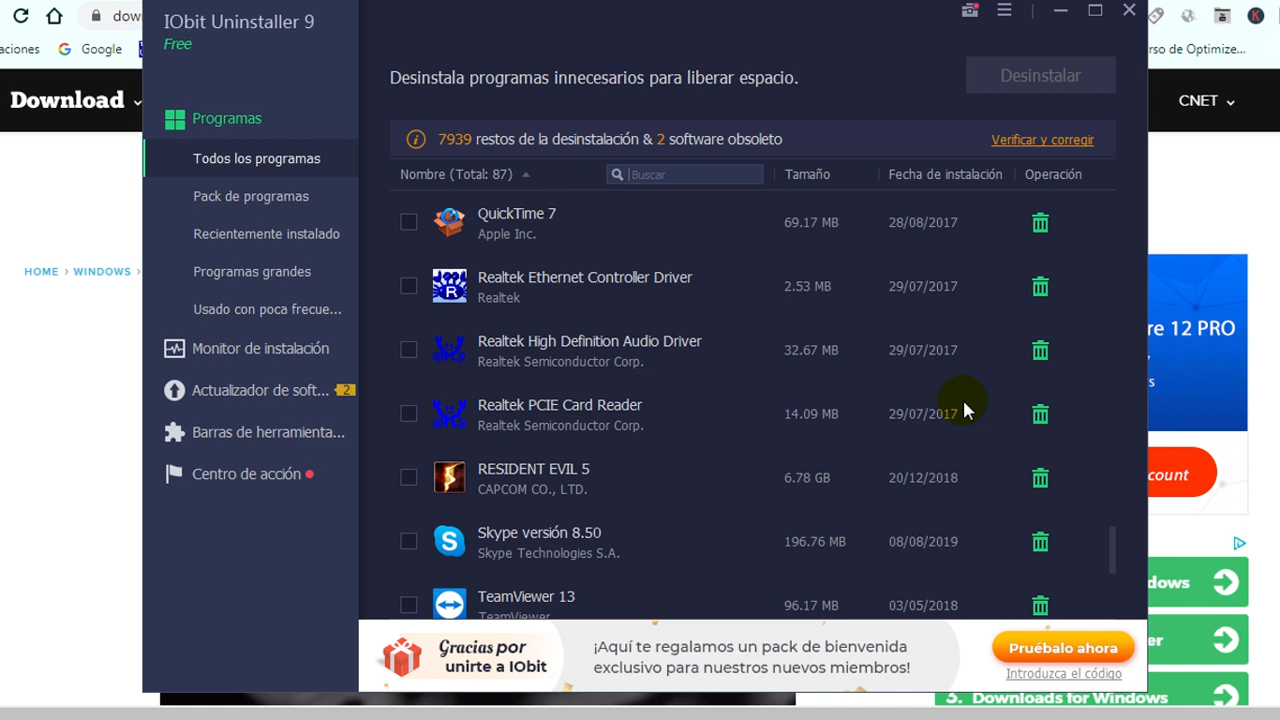 IObit Uninstaller 9
Free
aciones
Google
rso de Optimize...
K
Download
CNET
HOME > WINDOWS >
Programas
Todos los programas
Pack de programas
Recientemente instalado
Programas grandes
Usado con poca frecue...
Monitor de instalación
Actualizador de soft... 2
Barras de herramienta...
Centro de acción
Desinstala programas innecesarios para liberar espacio.
Desinstalar
7939 restos de la desinstalación & 2 software obsoleto
Verificar y corregir
Nombre (Total: 87) Buscar Tamaño Fecha de instalación Operación
QuickTime 7
Apple Inc.
69.17 MB 28/08/2017
Realtek Ethernet Controller Driver
Realtek
2.53 MB 29/07/2017
Realtek High Definition Audio Driver
Realtek Semiconductor Corp.
32.67 MB 29/07/2017
Realtek PCIE Card Reader
Realtek Semiconductor Corp.
14.09 MB 29/07/2017
RESIDENT EVIL 5
CAPCOM CO., LTD.
6.78 GB 20/12/2018
Skype versión 8.50
Skype Technologies S.A.
196.76 MB 08/08/2019
TeamViewer 13
TeamViewer
96.17 MB 03/05/2018
Gracias por
unirte a IObit
¡Aquí te regalamos un pack de bienvenida
exclusivo para nuestros nuevos miembros!
Pruébalo ahora
Introduzca el código
re 12 PRO
count
dows
er
5. Downloads for Windows